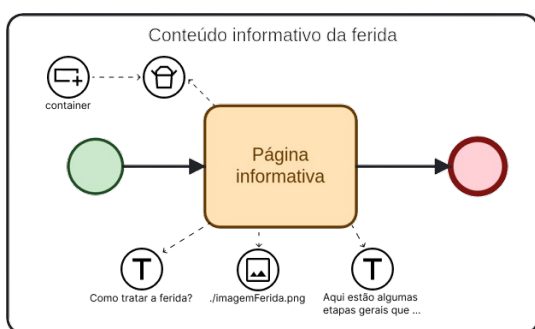 Conteúdo informativo da ferida
container
Página
informativa
T
Como tratar a ferida?
./imagemFerida.png
T
Aqui estão algumas
etapas gerais que ...